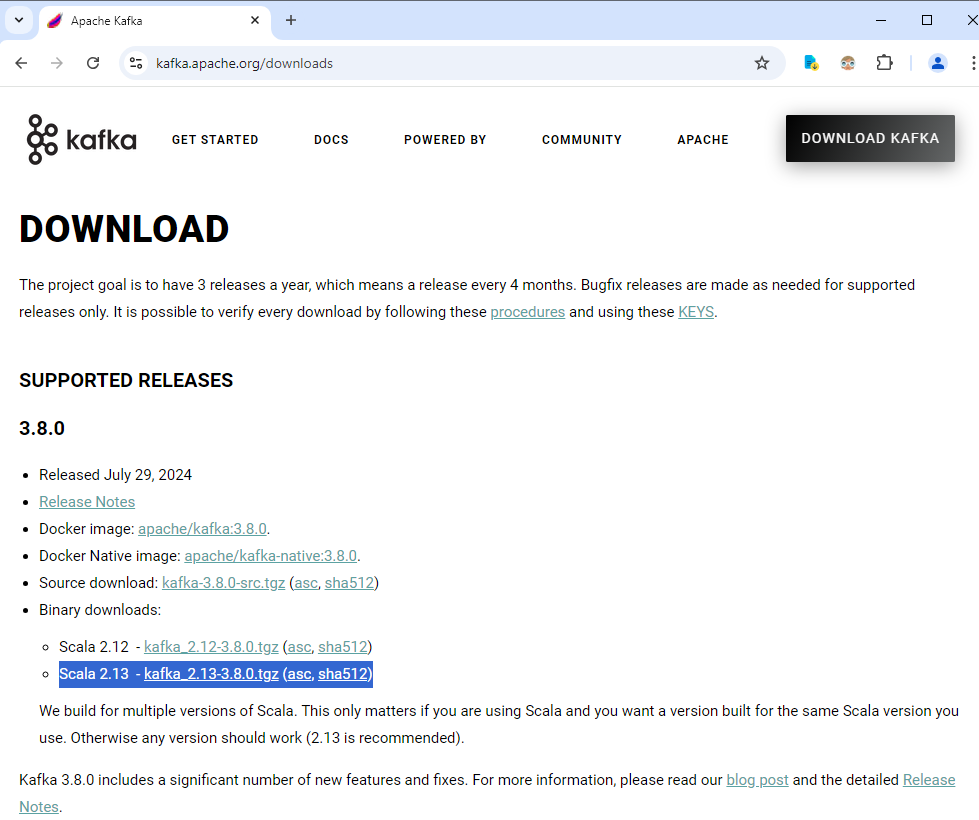 Apache Kafka
kafka.apache.org/downloads
kafka
GET STARTED
DOCS
POWERED BY
COMMUNITY
APACHE
DOWNLOAD KAFKA
DOWNLOAD
The project goal is to have 3 releases a year, which means a release every 4 months. Bugfix releases are made as needed for supported
releases only. It is possible to verify every download by following these procedures and using these KEYS.
SUPPORTED RELEASES
3.8.0
Released July 29, 2024
Release Notes
Docker image: apache/kafka:3.8.0.
Docker Native image: apache/kafka-native:3.8.0.
Source download: kafka-3.8.0-src.tgz (asc, sha512)
Binary downloads:
Scala 2.12  - kafka_2.12-3.8.0.tgz (asc, sha512)
Scala 2.13  - kafka_2.13-3.8.0.tgz (asc, sha512)
We build for multiple versions of Scala. This only matters if you are using Scala and you want a version built for the same Scala version you
use. Otherwise any version should work (2.13 is recommended).
Kafka 3.8.0 includes a significant number of new features and fixes. For more information, please read our blog post and the detailed Release
Notes.